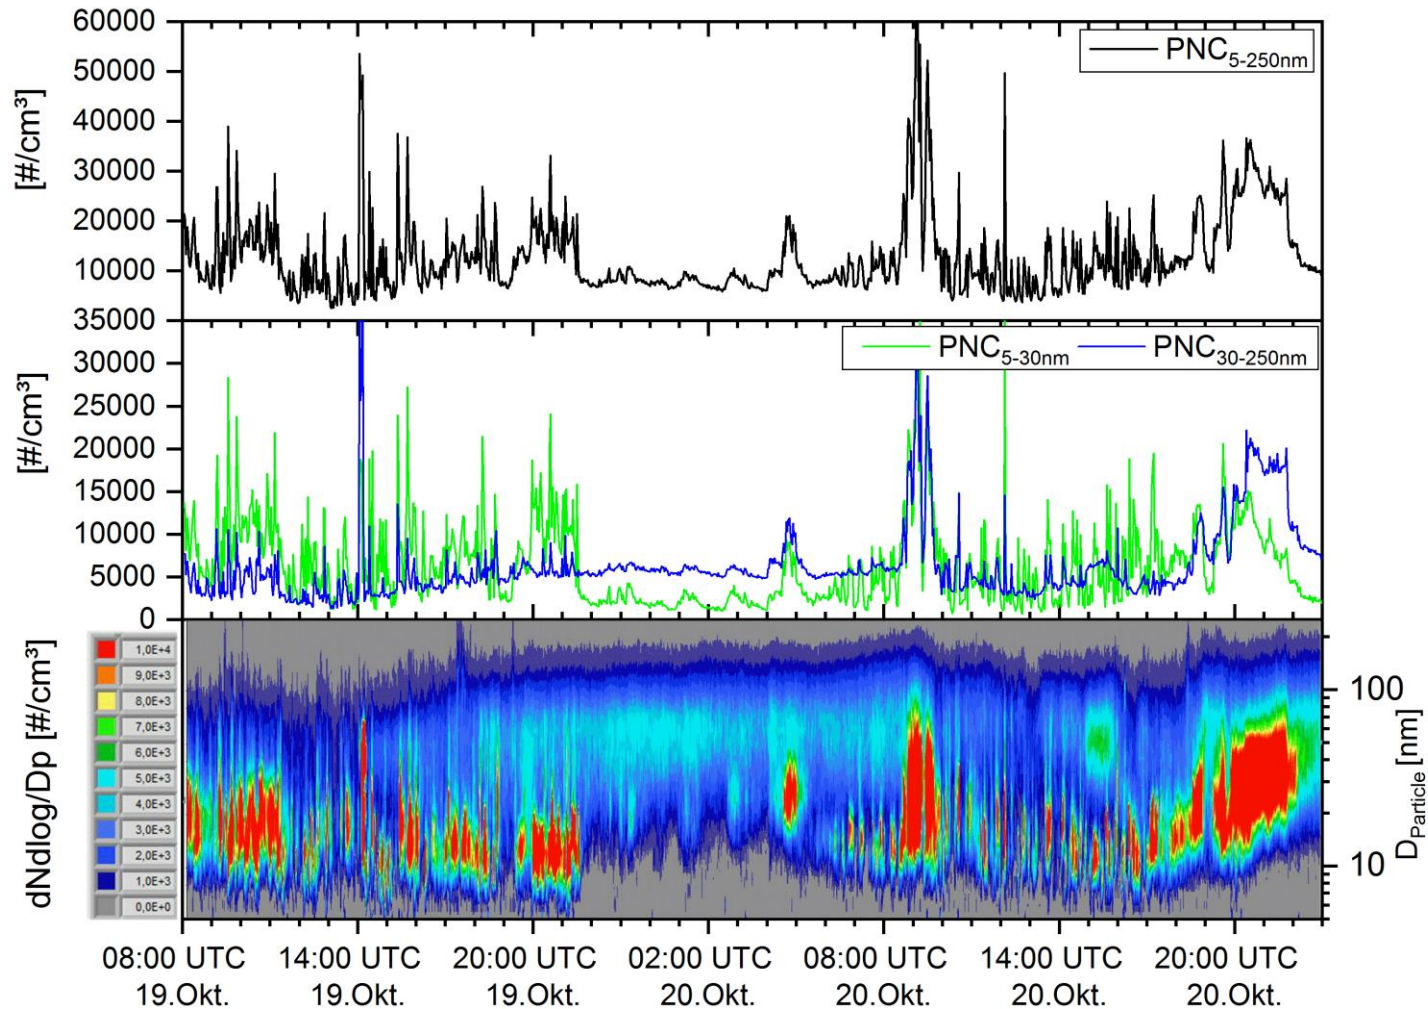 60000
50000
40000
30000
20000
10000
[#/cm³]
PNC5-250nm
35000
30000
25000
20000
15000
10000
5000
0
[#/cm³]
PNC5-30nm PNC30-250nm
dNdlog/Dp [#/cm³]
1,0E+4
9,0E+3
8,0E+3
7,0E+3
6,0E+3
5,0E+3
4,0E+3
3,0E+3
2,0E+3
1,0E+3
0,0E+0
100
10
DParticle [nm]
08:00 UTC 14:00 UTC 20:00 UTC 02:00 UTC 08:00 UTC 14:00 UTC 20:00 UTC
19.Okt. 19.Okt. 19.Okt. 20.Okt. 20.Okt. 20.Okt. 20.Okt.